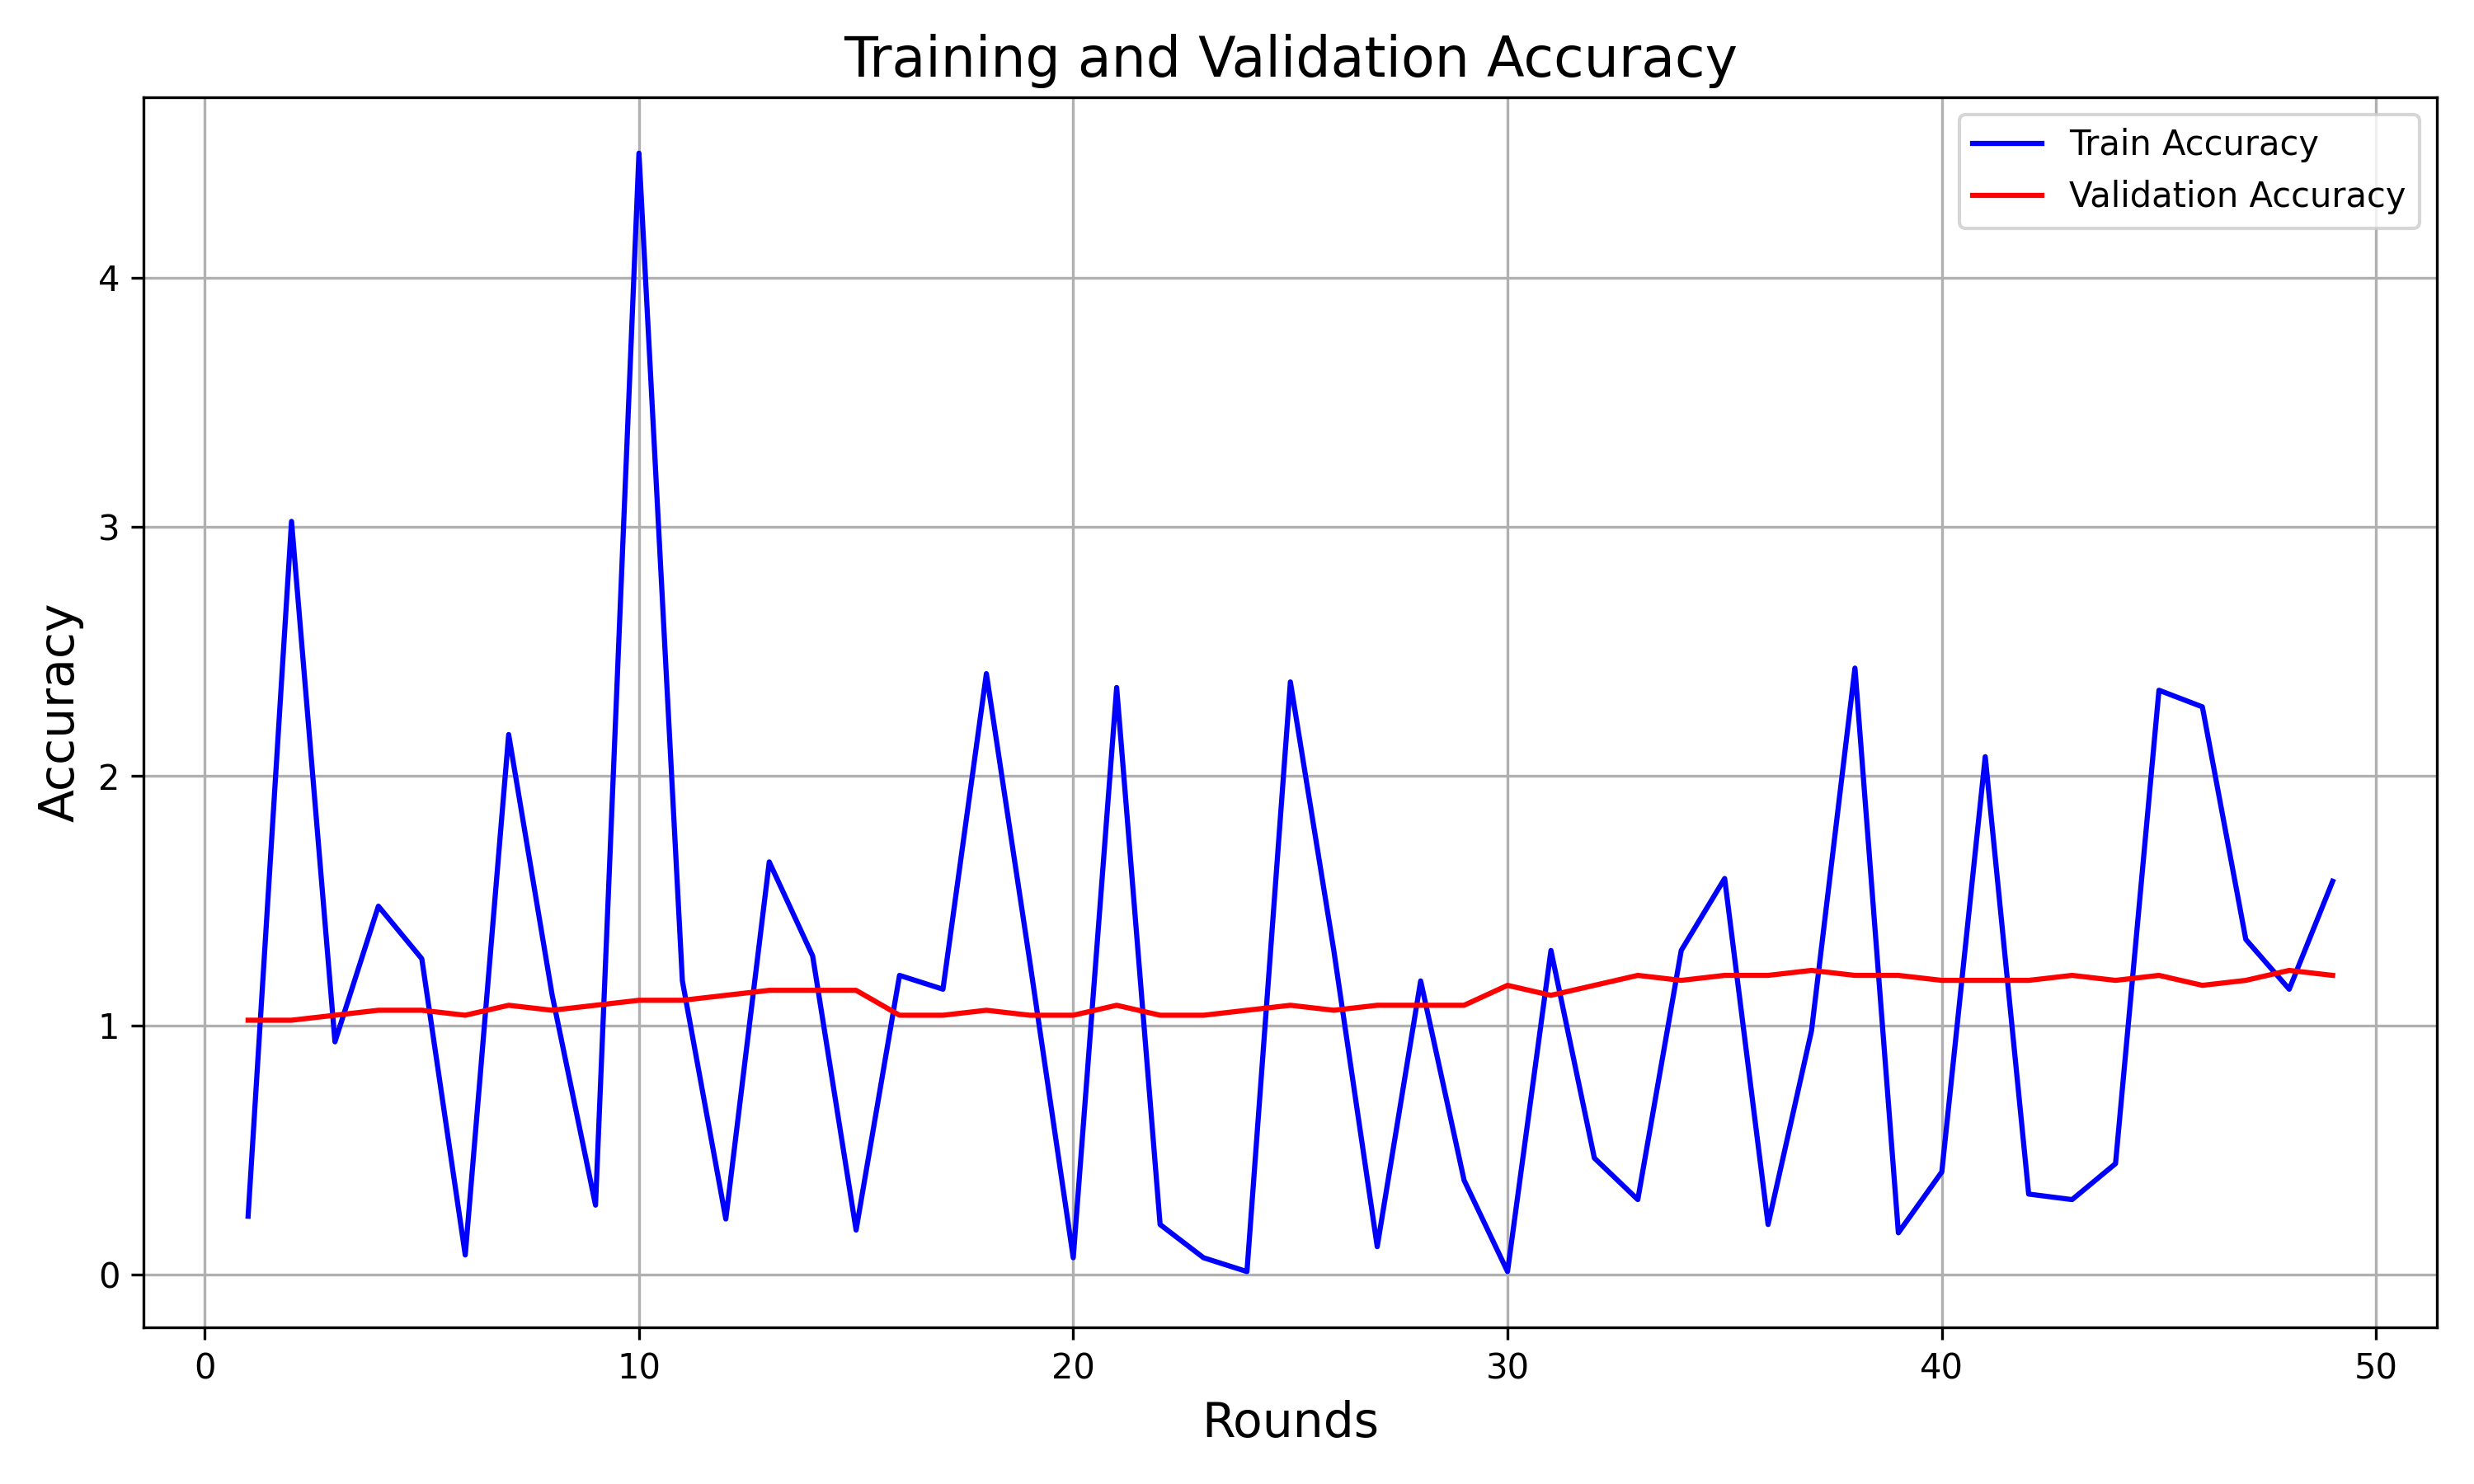 Training and Validation Accuracy
Train Accuracy
Validation Accuracy
4
3
2
1
0
Accuracy
0 10 20 30 40 50
Rounds